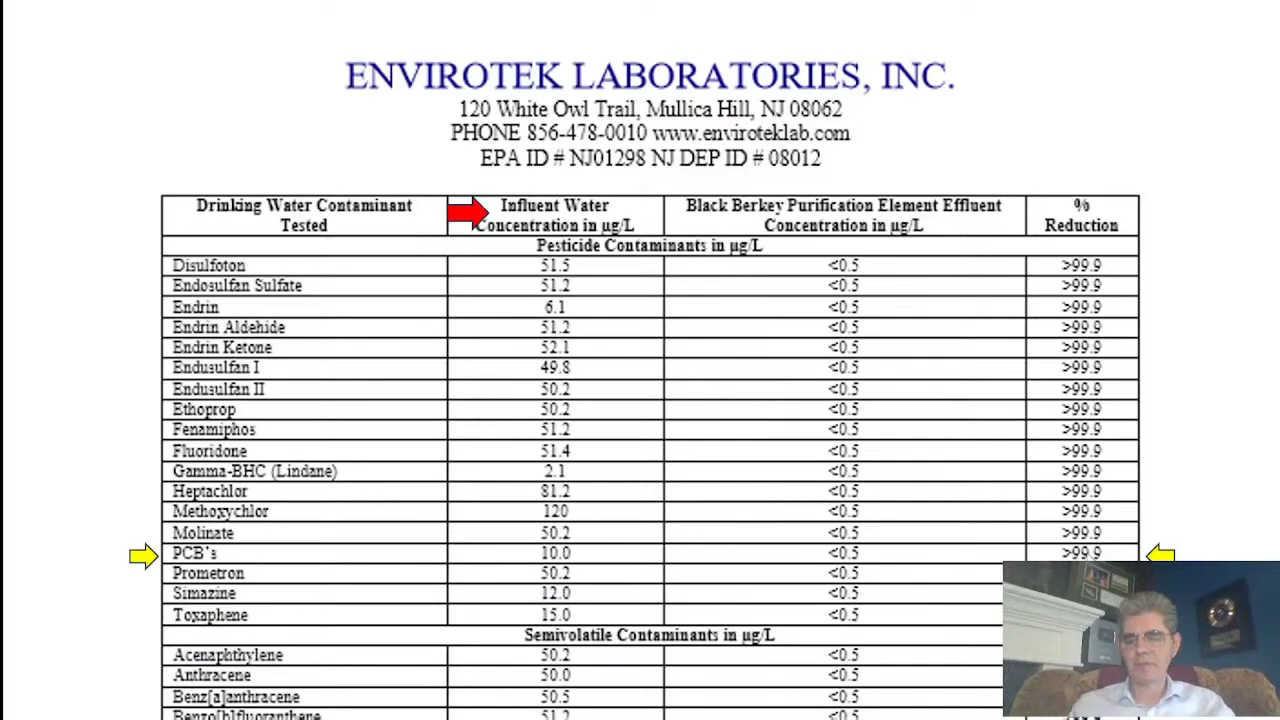 ENVIROTEK LABORATORIES, INC.
120 White Owl Trail, Mullica Hill, NJ 08062
PHONE 856-478-0010 www.enviroteklab.com
EPA ID # NJ01298 NJ DEP ID # 08012
Drinking Water Contaminant Tested Influent Water Concentration in µg/L Black Berkey Purification Element Effluent Concentration in µg/L % Reduction
Pesticide Contaminants in µg/L
Disulfoton 51.5 <0.5 >99.9
Endosulfan Sulfate 51.2 <0.5 >99.9
Endrin 6.1 <0.5 >99.9
Endrin Aldehide 51.2 <0.5 >99.9
Endrin Ketone 52.1 <0.5 >99.9
Endusulfan I 49.8 <0.5 >99.9
Endusulfan II 50.2 <0.5 >99.9
Ethoprop 50.2 <0.5 >99.9
Fenamiphos 51.2 <0.5 >99.9
Fluoridone 51.4 <0.5 >99.9
Gamma-BHC (Lindane) 2.1 <0.5 >99.9
Heptachlor 81.2 <0.5 >99.9
Methoxychlor 120 <0.5 >99.9
Molinate 50.2 <0.5 >99.9
PCB's 10.0 <0.5 >99.9
Prometron 50.2 <0.5
Simazine 12.0 <0.5
Toxaphene 15.0 <0.5
Semivolatile Contaminants in µg/L
Acenaphthylene 50.2 <0.5
Anthracene 50.0 <0.5
Benz[a]anthracene 50.5 <0.5
Benzo[b]fluoranthene 51.2 <0.5